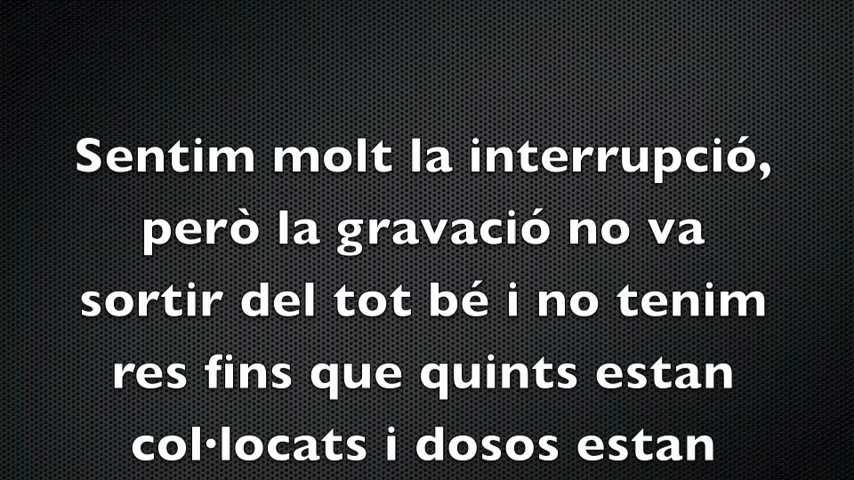 Sentim molt la interrupció,
però la gravació no va
sortir del tot bé i no tenim
res fins que quints estan
col·locats i dosos estan